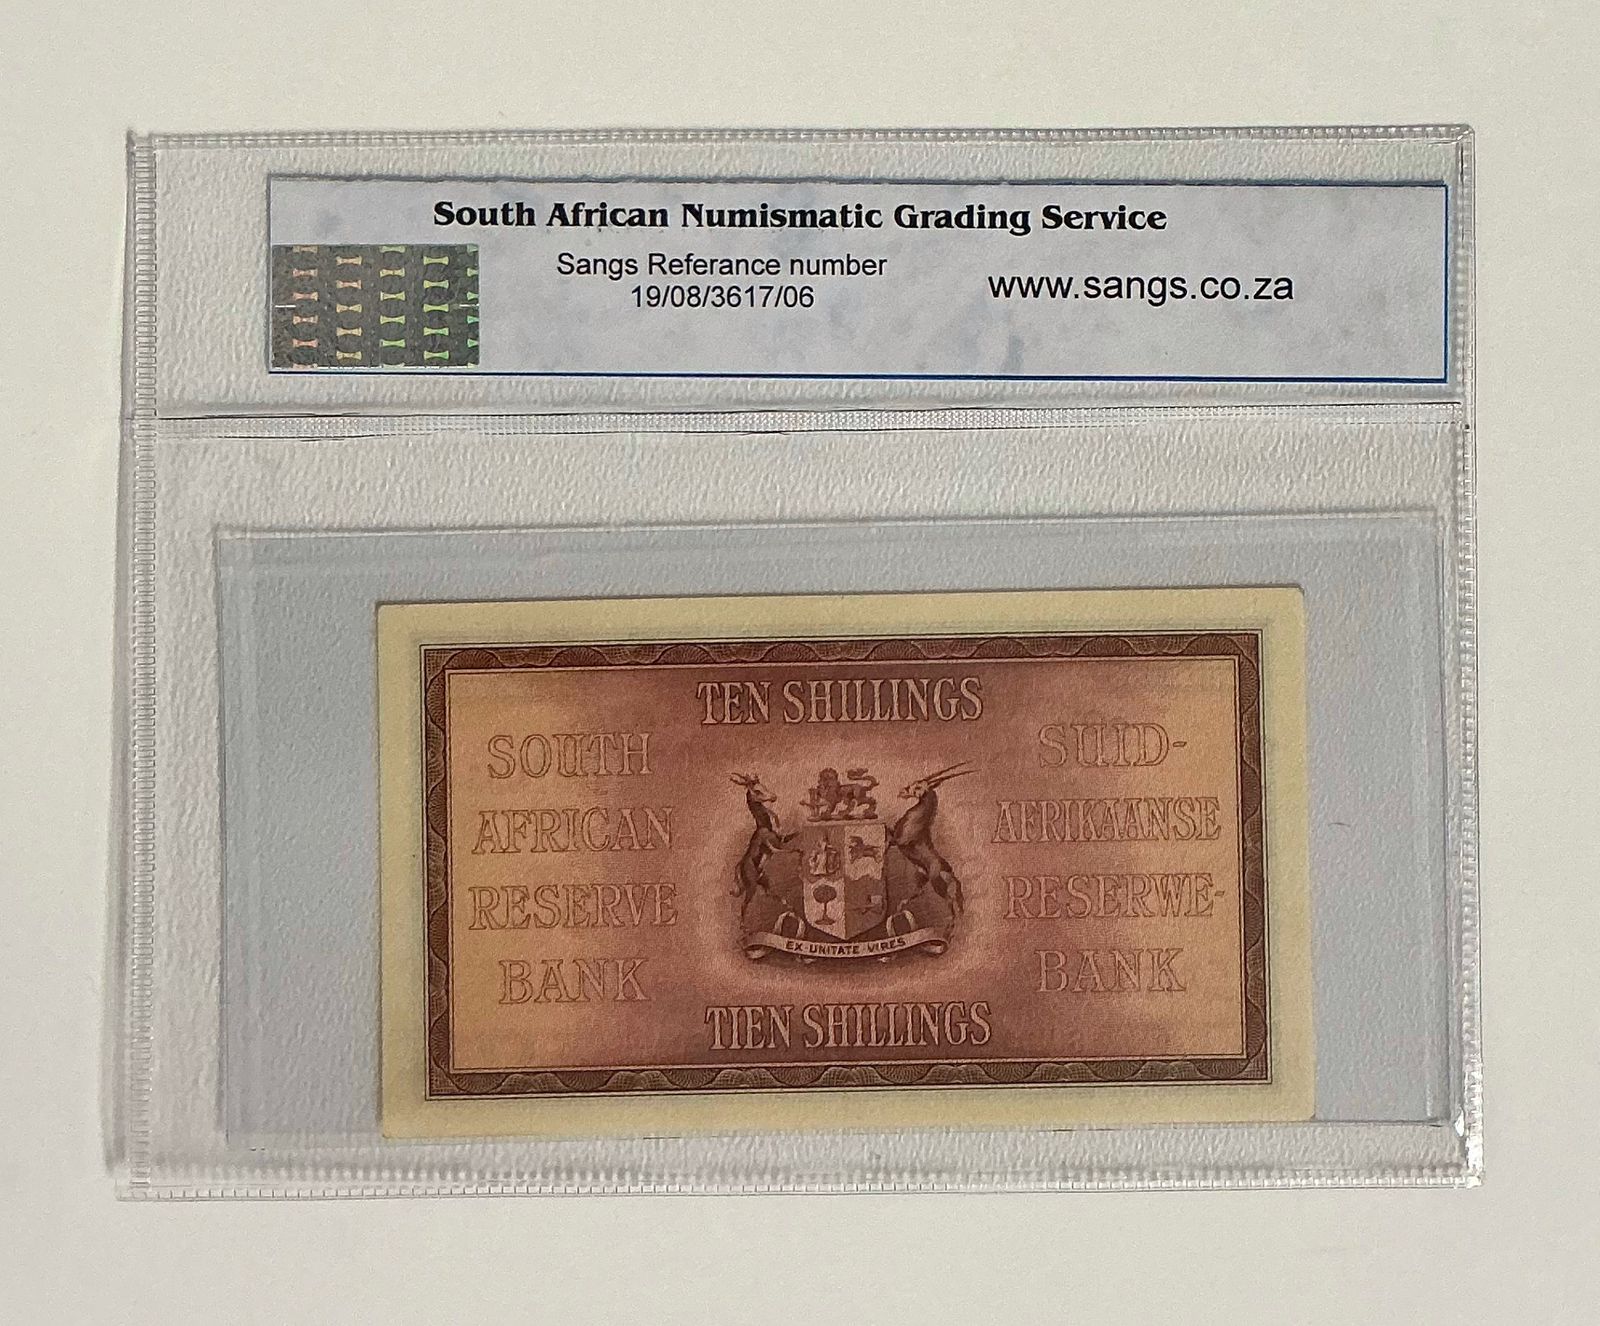 South African Numismatic Grading Service
Sangs Referance number
19/08/3617/06
www.sangs.co.za
TEN SHILLINGS
SOUTH
AFRICAN
RESERVE
BANK
SUID-
AFRIKAANSE
RESERWE-
BANK
EX UNITATE VIRES
TIEN SHILLINGS